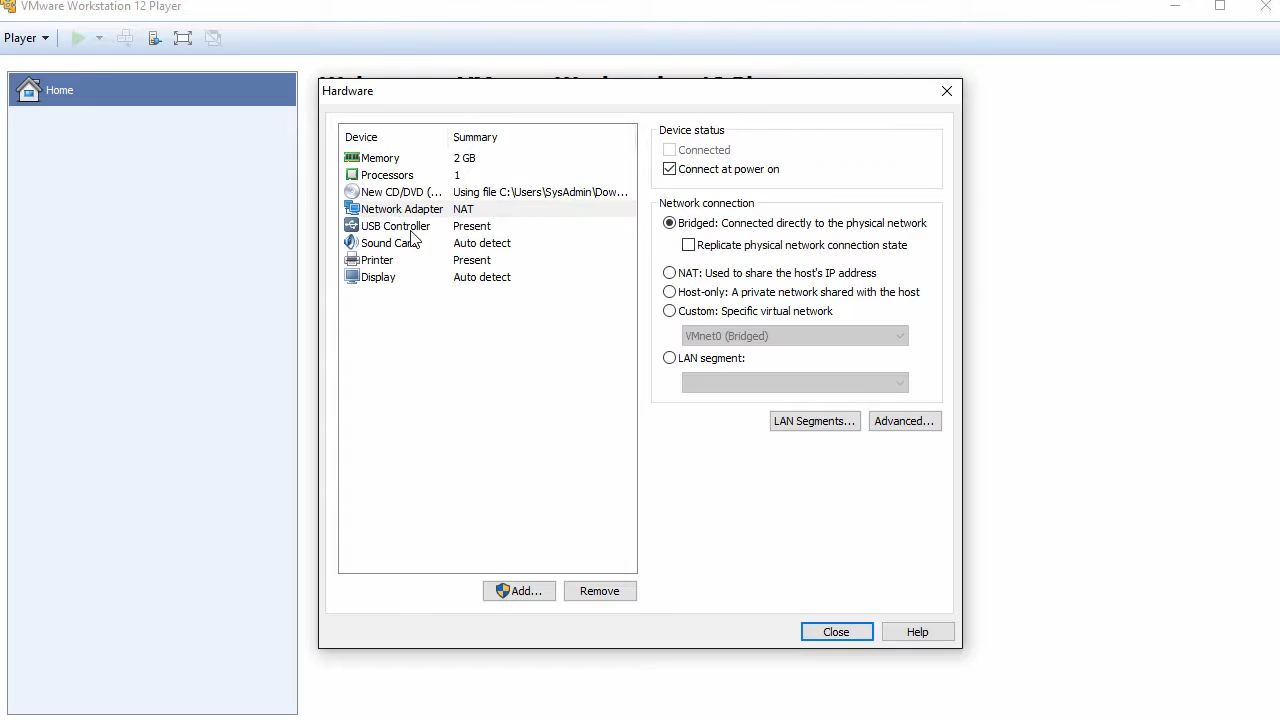 VMware Workstation 12 Player
Player
Home
Hardware
Device Summary
Memory 2 GB
Processors 1
New CD/DVD (... Using file C:\Users\SysAdmin\Dow...
Network Adapter NAT
USB Controller Present
Sound Card Auto detect
Printer Present
Display Auto detect
Add...
Remove
Device status
Connected
Connect at power on
Network connection
Bridged: Connected directly to the physical network
Replicate physical network connection state
NAT: Used to share the host's IP address
Host-only: A private network shared with the host
Custom: Specific virtual network
VMnet0 (Bridged)
LAN segment:
LAN Segments...
Advanced...
Close
Help